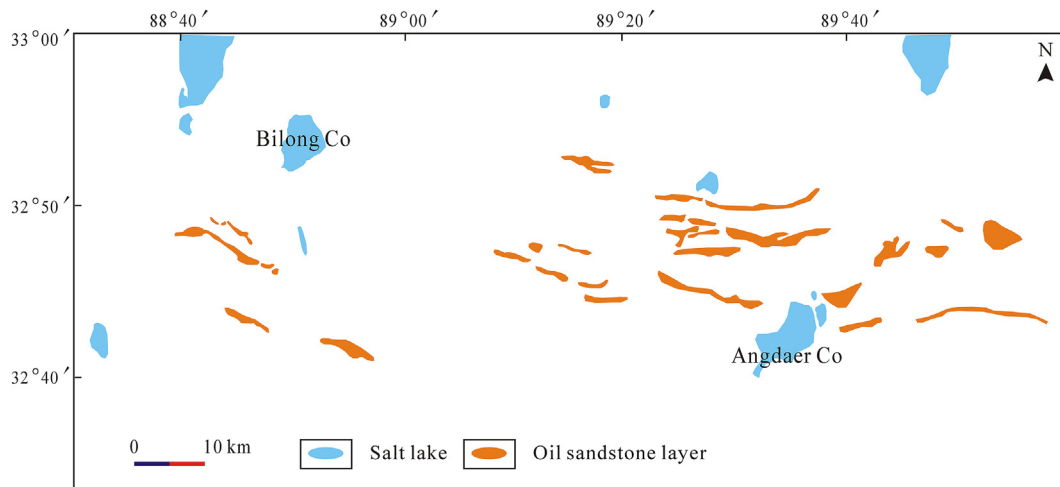 88°40′ 89°00′ 89°20′ 89°40′
33°00′
N
Bilong Co
32°50′
Angdaer Co
32°40′
0 10 km
Salt lake
Oil sandstone layer